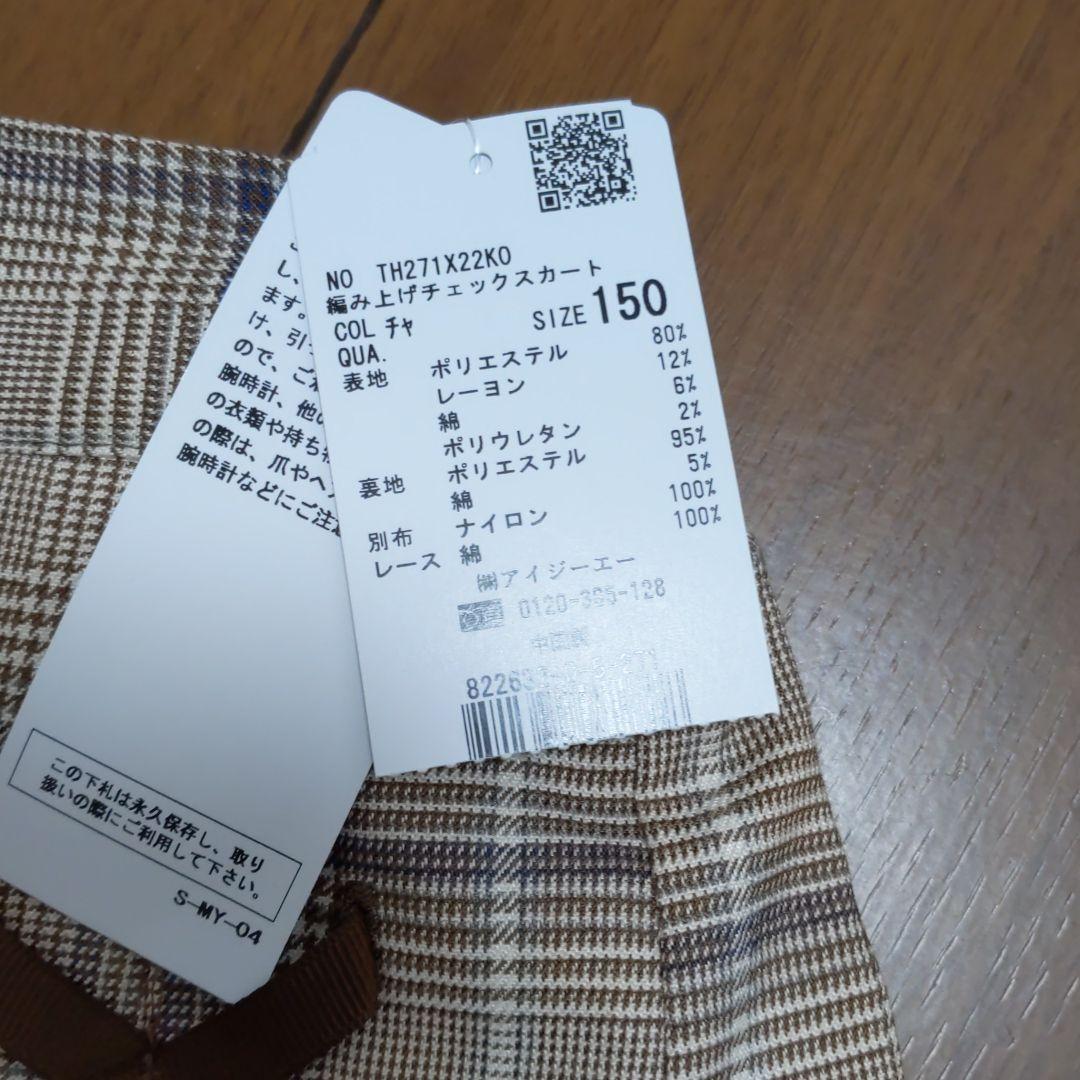 NO TH271X22KO
編み上げチェックスカート
COL チャ SIZE 150
QUA.
表地 ポリエステル 80%
レーヨン 12%
綿 6%
ポリウレタン 2%
裏地 ポリエステル 95%
綿 5%
別布 ナイロン 100%
レース 綿 100%
㈱アイジーエー
0120-395-128
中国製
8226
し、
ます。
け、引
ので、ご
腕時計、他
の衣類や持ち
の際は、爪やヘ
腕時計などにご注
この下札は永久保存し、取り
扱いの際にご利用して下さい。
S-MY-04